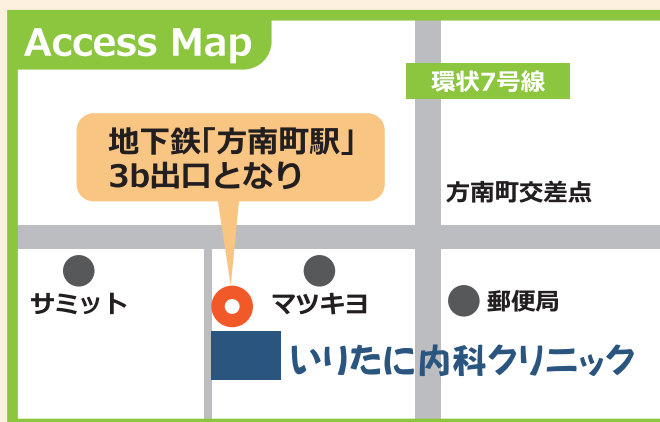 Access Map
環状7号線
地下鉄「方南町駅」
3b出口となり
方南町交差点
サミット
マツキヨ
郵便局
いりたに内科クリニック